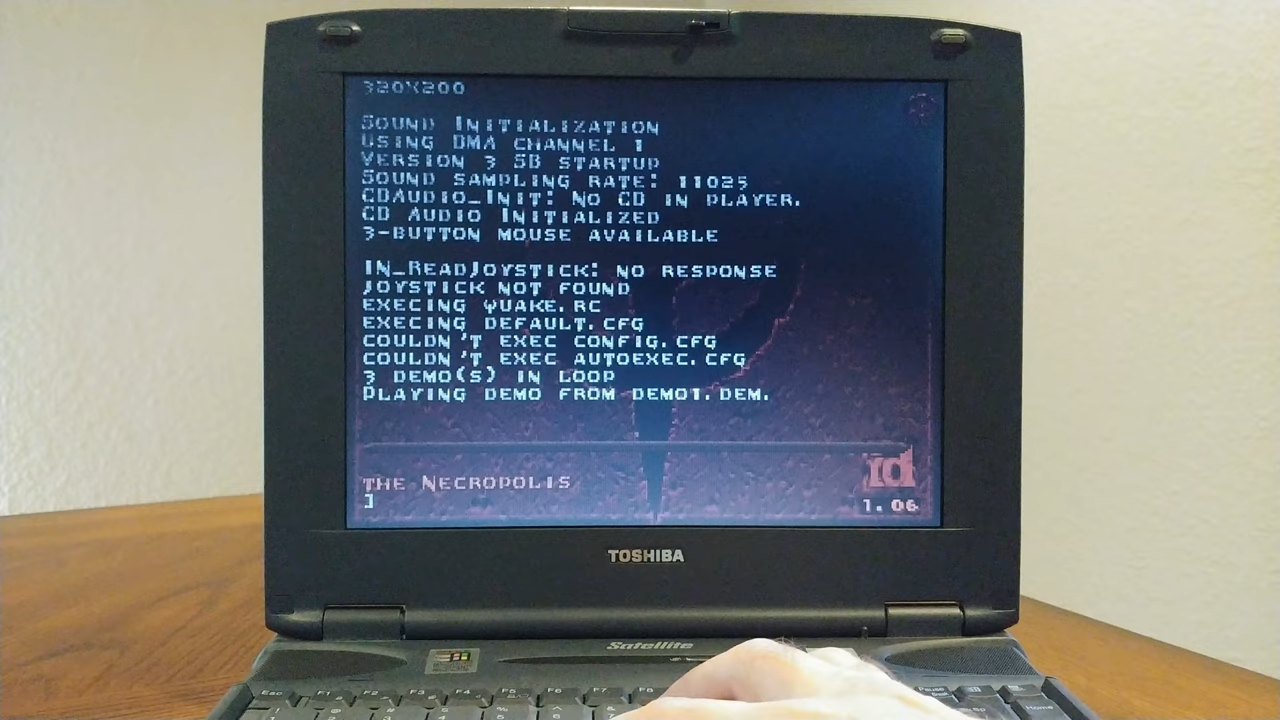 320X200
SOUND INITIALIZATION
USING DMA CHANNEL 1
VERSION 3 SB STARTUP
SOUND SAMPLING RATE: 11025
CDAUDIO_INIT: NO CD IN PLAYER.
CD AUDIO INITIALIZED
3-BUTTON MOUSE AVAILABLE
IN_READJOYSTICK: NO RESPONSE
JOYSTICK NOT FOUND
EXECING QUAKE.RC
EXECING DEFAULT.CFG
COULDN'T EXEC CONFIG.CFG
COULDN'T EXEC AUTOEXEC.CFG
3 DEMO(S) IN LOOP
PLAYING DEMO FROM DEMO1.DEM.
THE NECROPOLIS
]
id
1.06
TOSHIBA
Satellite
Esc F1 F2 F3 F4 F5 F6 F7 F8 Pause
Home